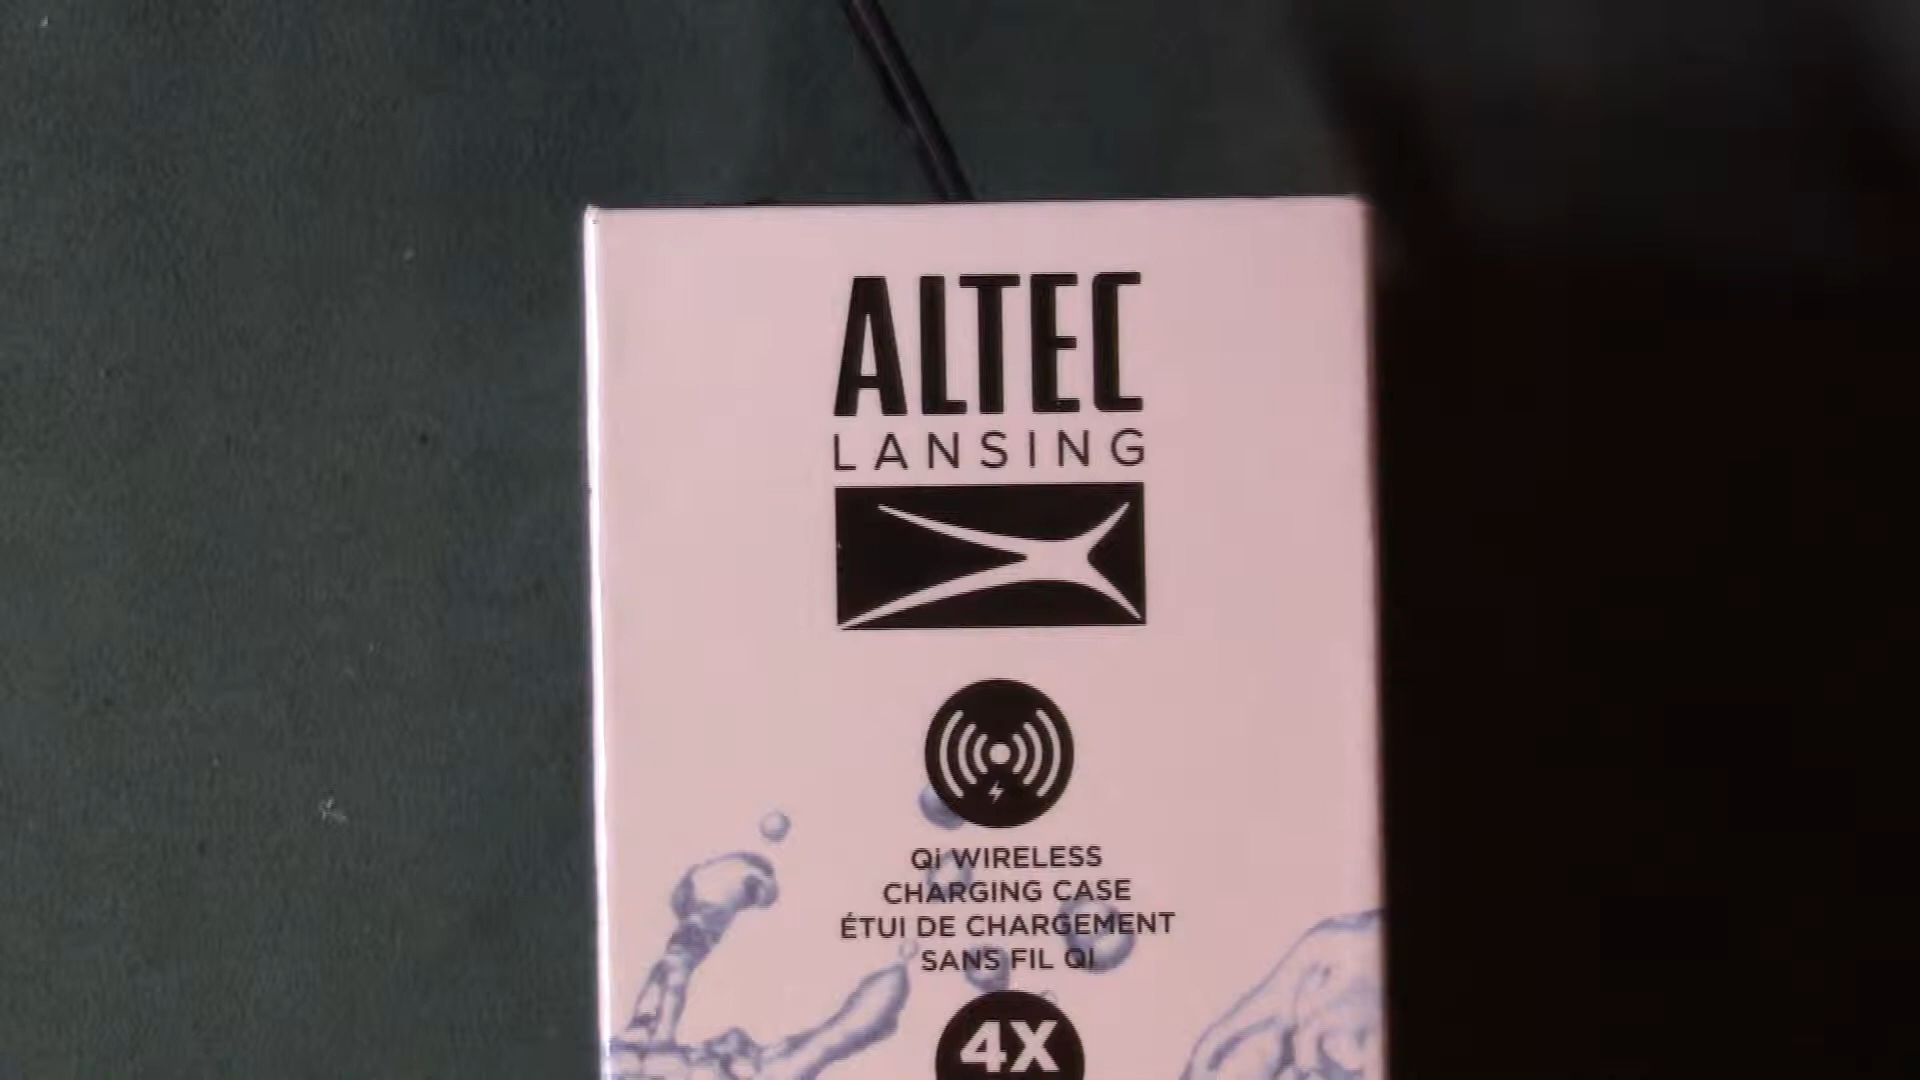 ALTEC
LANSING
Qi WIRELESS
CHARGING CASE
ÉTUI DE CHARGEMENT
SANS FIL QI
4X